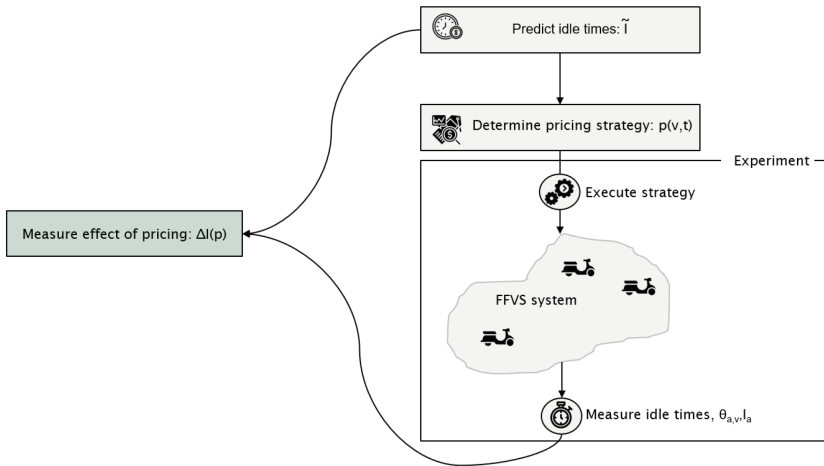 Predict idle times: Ĩ
Determine pricing strategy: p(v,t)
Experiment
Execute strategy
Measure effect of pricing: ΔI(p)
FFVS system
Measure idle times, θₐ,ᵥ,Iₐ